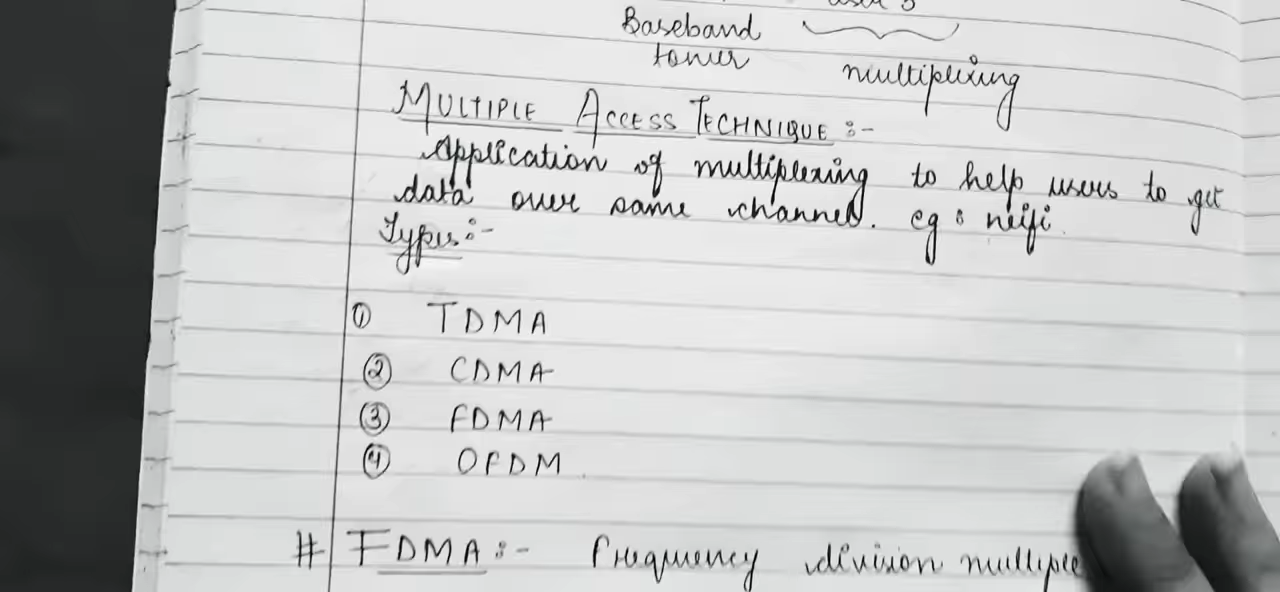 Baseband
tower multiplexing
MULTIPLE ACCESS TECHNIQUE :-
Application of multiplexing to help users to get
data over same channel. eg : wifi.
Types :-
① TDMA
② CDMA
③ FDMA
④ OFDM
# FDMA :- Frequency division multiple